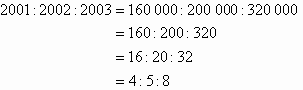 2001 : 2002 : 2003 = 160 000 : 200 000 : 320 000
= 160 : 200 : 320
= 16 : 20 : 32
= 4 : 5 : 8